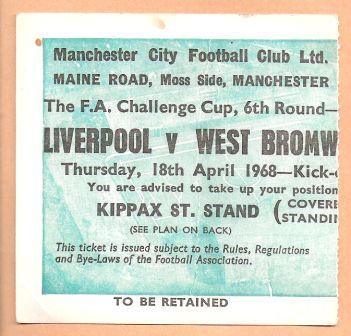 Manchester City Football Club Ltd.
MAINE ROAD, Moss Side, MANCHESTER
The F.A. Challenge Cup, 6th Round—
LIVERPOOL v WEST BROMW
Thursday, 18th April 1968—Kick-
You are advised to take up your position
KIPPAX ST. STAND (COVERE
STANDIN
(SEE PLAN ON BACK)
This ticket is issued subject to the Rules, Regulations
and Bye-Laws of the Football Association.
TO BE RETAINED